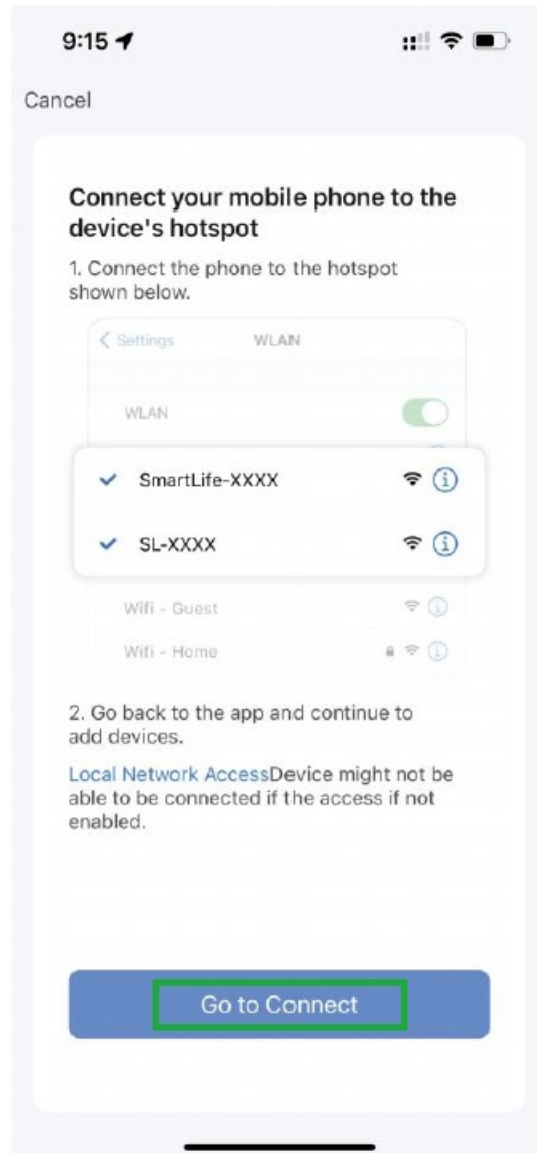 9:15
Cancel
Connect your mobile phone to the
device's hotspot
1. Connect the phone to the hotspot
shown below.
Settings WLAN
WLAN
SmartLife-XXXX
SL-XXXX
Wifi - Guest
Wifi - Home
2. Go back to the app and continue to
add devices.
Local Network AccessDevice might not be
able to be connected if the access if not
enabled.
Go to Connect